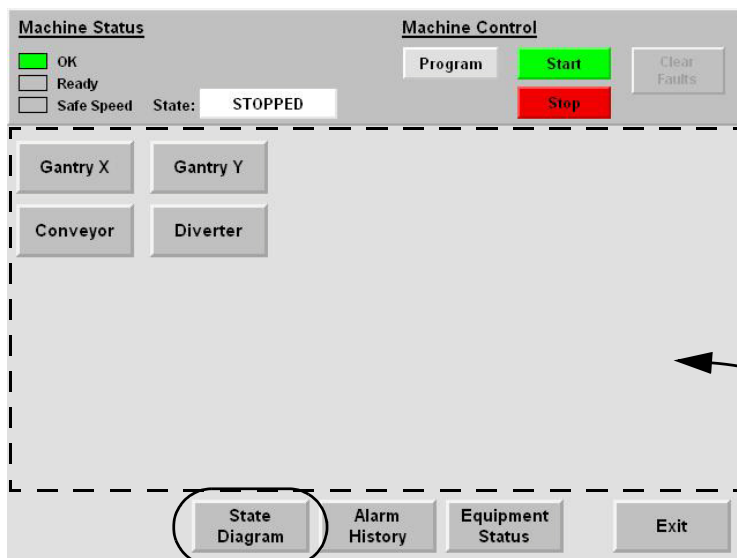 Machine Status
OK
Ready
Safe Speed
State:
STOPPED
Machine Control
Program
Start
Stop
Clear
Faults
Gantry X
Gantry Y
Conveyor
Diverter
State
Diagram
Alarm
History
Equipment
Status
Exit